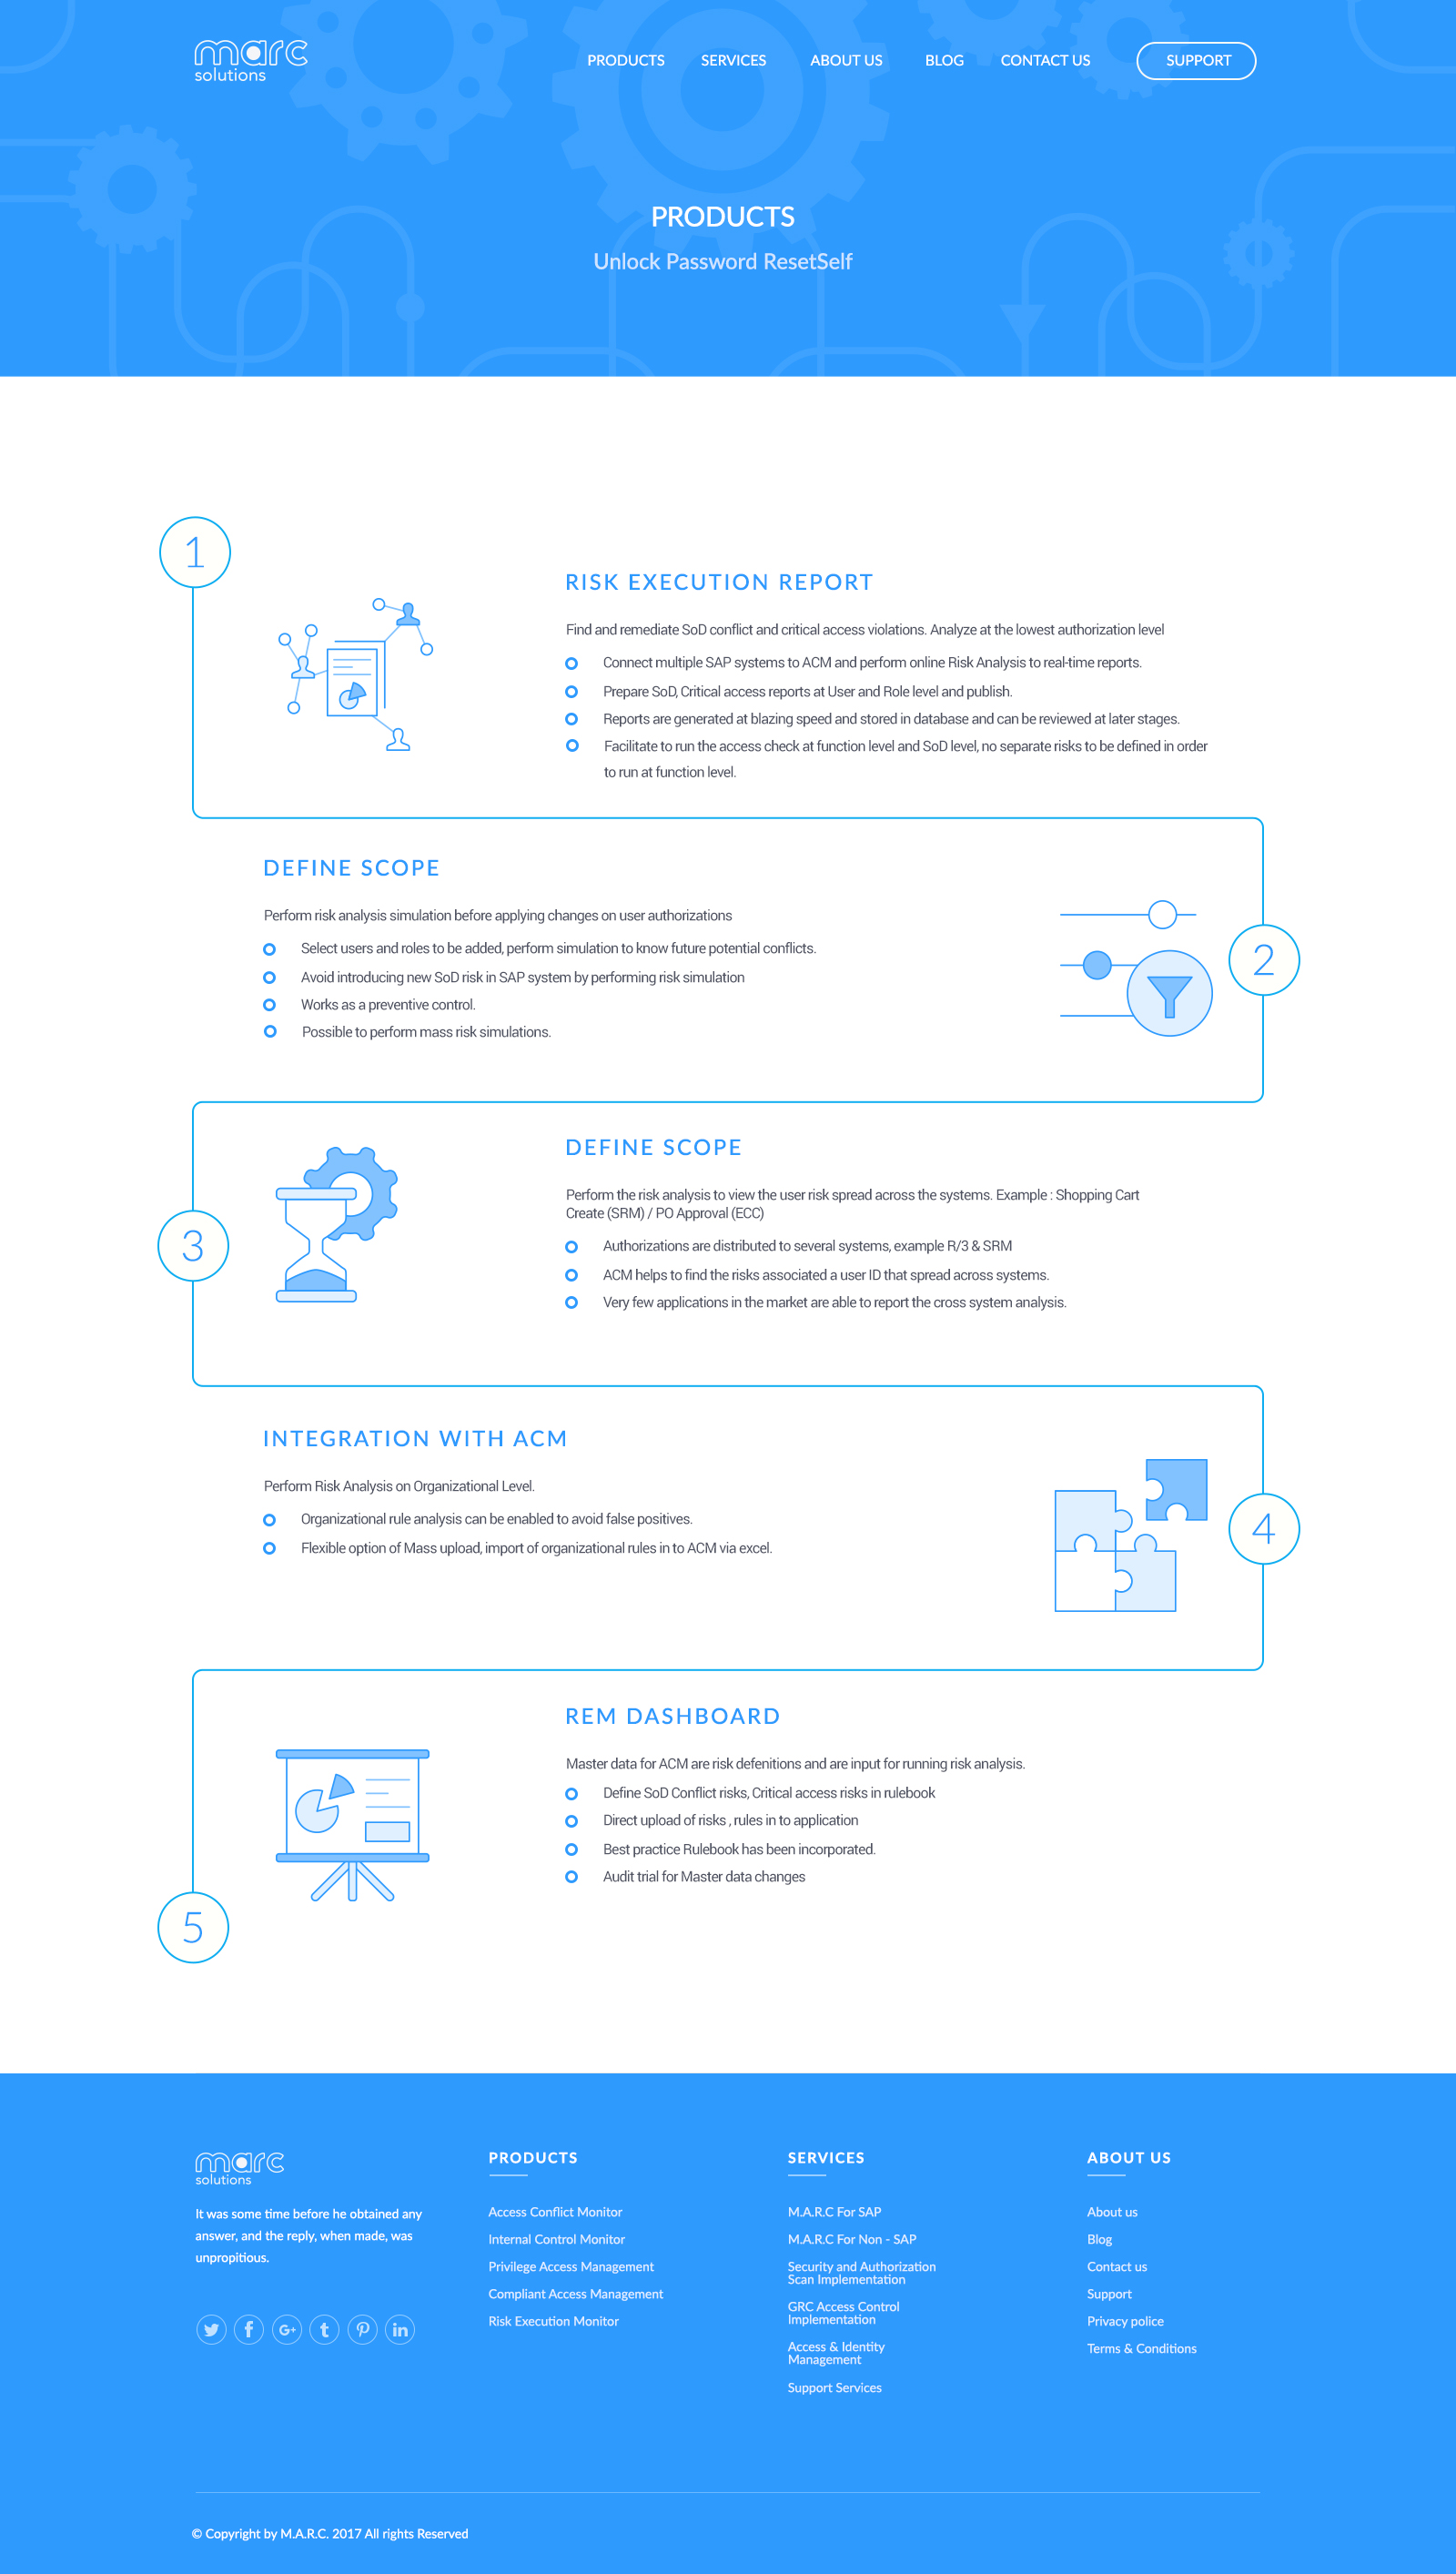 marc
solutions
PRODUCTS
SERVICES
ABOUT US
BLOG
CONTACT US
SUPPORT
PRODUCTS
Unlock Password ResetSelf
1
RISK EXECUTION REPORT
Find and remediate SoD conflict and critical access violations. Analyze at the lowest authorization level
Connect multiple SAP systems to ACM and perform online Risk Analysis to real-time reports.
Prepare SoD, Critical access reports at User and Role level and publish.
Reports are generated at blazing speed and stored in database and can be reviewed at later stages.
Facilitate to run the access check at function level and SoD level, no separate risks to be defined in order
to run at function level.
DEFINE SCOPE
Perform risk analysis simulation before applying changes on user authorizations
Select users and roles to be added, perform simulation to know future potential conflicts.
Avoid introducing new SoD risk in SAP system by performing risk simulation
Works as a preventive control.
Possible to perform mass risk simulations.
2
3
DEFINE SCOPE
Perform the risk analysis to view the user risk spread across the systems. Example : Shopping Cart
Create (SRM) / PO Approval (ECC)
Authorizations are distributed to several systems, example R/3 & SRM
ACM helps to find the risks associated a user ID that spread across systems.
Very few applications in the market are able to report the cross system analysis.
INTEGRATION WITH ACM
Perform Risk Analysis on Organizational Level.
Organizational rule analysis can be enabled to avoid false positives.
Flexible option of Mass upload, import of organizational rules in to ACM via excel.
4
REM DASHBOARD
Master data for ACM are risk defenitions and are input for running risk analysis.
Define SoD Conflict risks, Critical access risks in rulebook
Direct upload of risks , rules in to application
Best practice Rulebook has been incorporated.
Audit trial for Master data changes
5
marc
solutions
It was some time before he obtained any
answer, and the reply, when made, was
unpropitious.
PRODUCTS
Access Conflict Monitor
Internal Control Monitor
Privilege Access Management
Compliant Access Management
Risk Execution Monitor
SERVICES
M.A.R.C For SAP
M.A.R.C For Non - SAP
Security and Authorization
Scan Implementation
GRC Access Control
Implementation
Access & Identity
Management
Support Services
ABOUT US
About us
Blog
Contact us
Support
Privacy police
Terms & Conditions
© Copyright by M.A.R.C. 2017 All rights Reserved